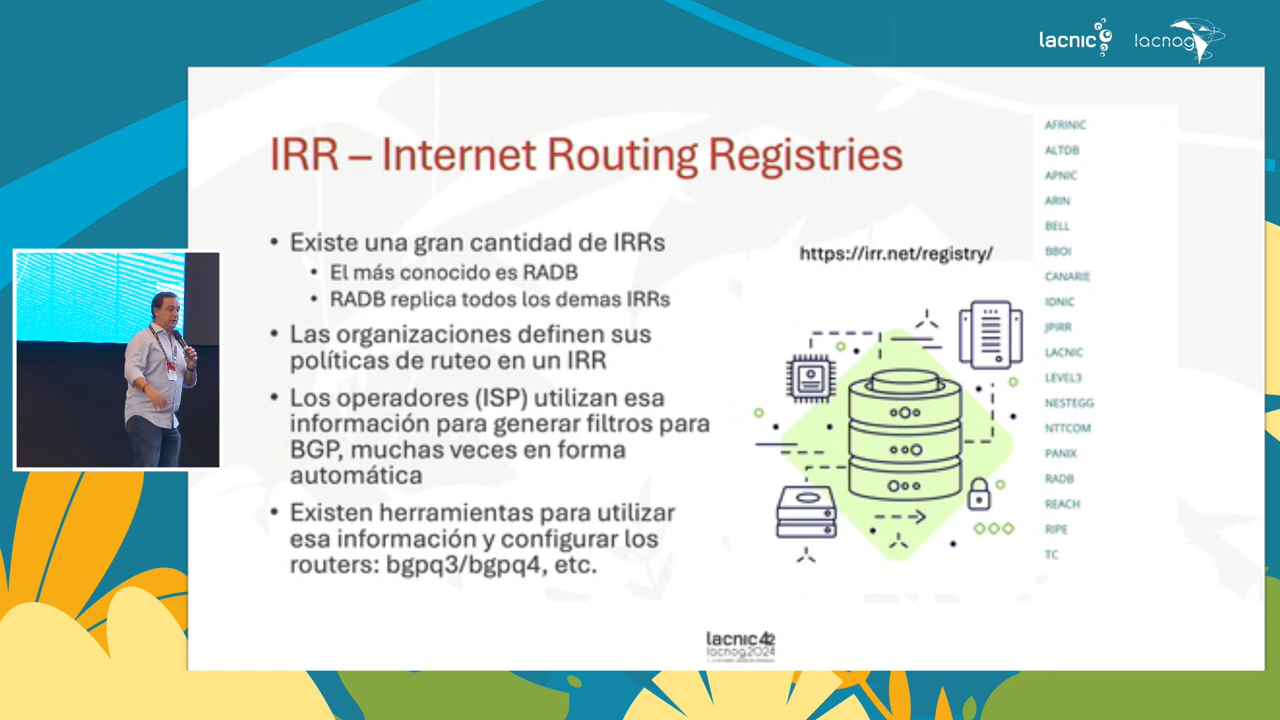 lacnic
lacnog
IRR – Internet Routing Registries
• Existe una gran cantidad de IRRs
• El más conocido es RADB
• RADB replica todos los demas IRRs
• Las organizaciones definen sus
políticas de ruteo en un IRR
• Los operadores (ISP) utilizan esa
información para generar filtros para
BGP, muchas veces en forma
automática
• Existen herramientas para utilizar
esa información y configurar los
routers: bgpq3/bgpq4, etc.
https://irr.net/registry/
AFRINIC
ALTDB
APNIC
ARIN
BELL
BBOI
CANARIE
IDNIC
JPIRR
LACNIC
LEVEL3
NESTEGG
NTTCOM
PANIX
RADB
REACH
RIPE
TC
lacnic42
lacnog2024